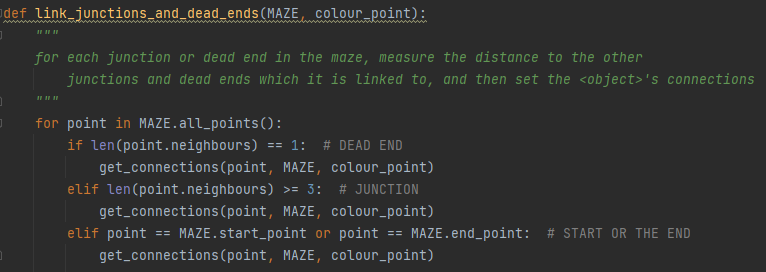 def link_junctions_and_dead_ends(MAZE, colour_point):
    """
    for each junction or dead end in the maze, measure the distance to the other
        junctions and dead ends which it is linked to, and then set the <object>'s connections
    """
    for point in MAZE.all_points():
        if len(point.neighbours) == 1:  # DEAD END
            get_connections(point, MAZE, colour_point)
        elif len(point.neighbours) >= 3:  # JUNCTION
            get_connections(point, MAZE, colour_point)
        elif point == MAZE.start_point or point == MAZE.end_point:  # START OR THE END
            get_connections(point, MAZE, colour_point)